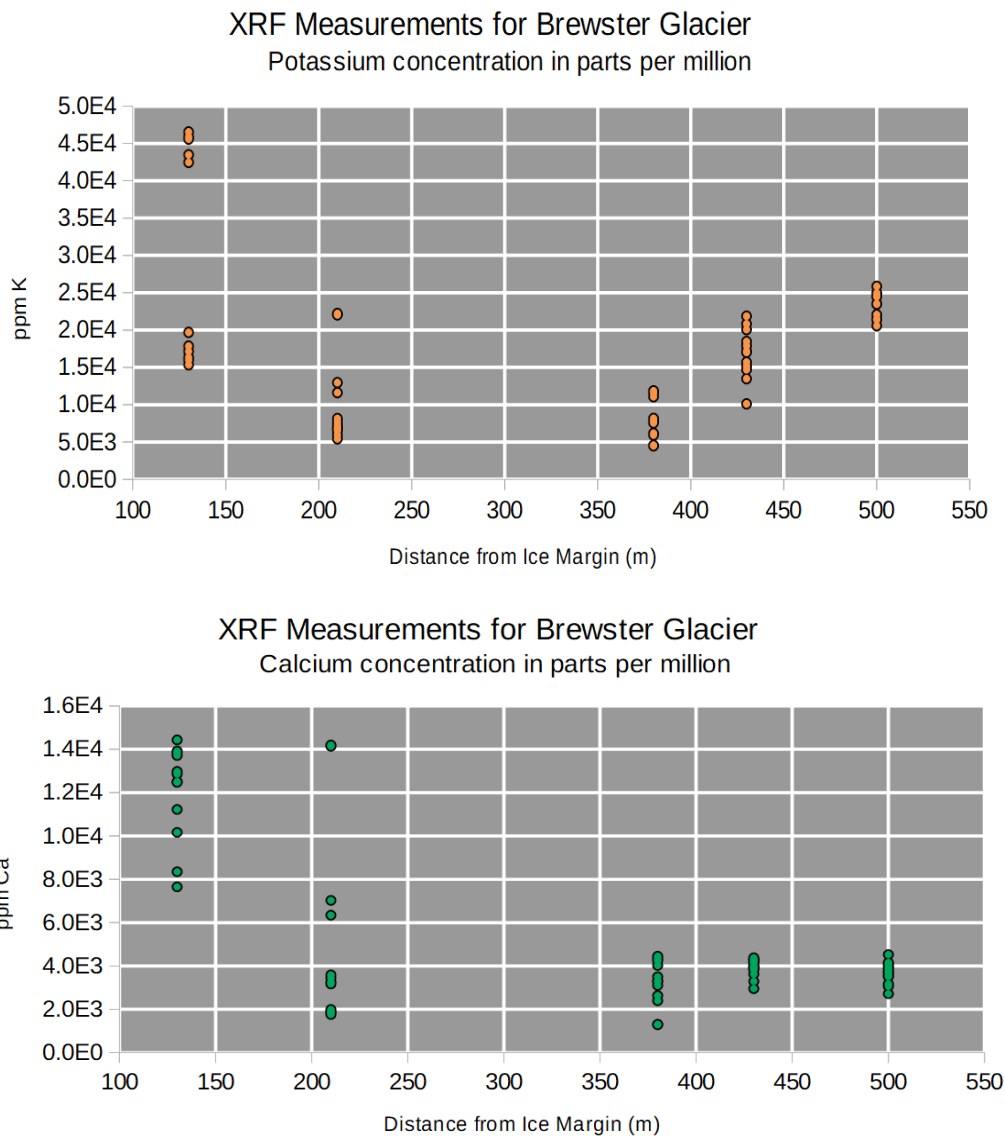 XRF Measurements for Brewster Glacier
Potassium concentration in parts per million
5.0E4
4.5E4
4.0E4
3.5E4
3.0E4
2.5E4
2.0E4
1.5E4
1.0E4
5.0E3
0.0E0
ppm K
100 150 200 250 300 350 400 450 500 550
Distance from Ice Margin (m)
XRF Measurements for Brewster Glacier
Calcium concentration in parts per million
1.6E4
1.4E4
1.2E4
1.0E4
8.0E3
6.0E3
4.0E3
2.0E3
0.0E0
ppm Ca
100 150 200 250 300 350 400 450 500 550
Distance from Ice Margin (m)